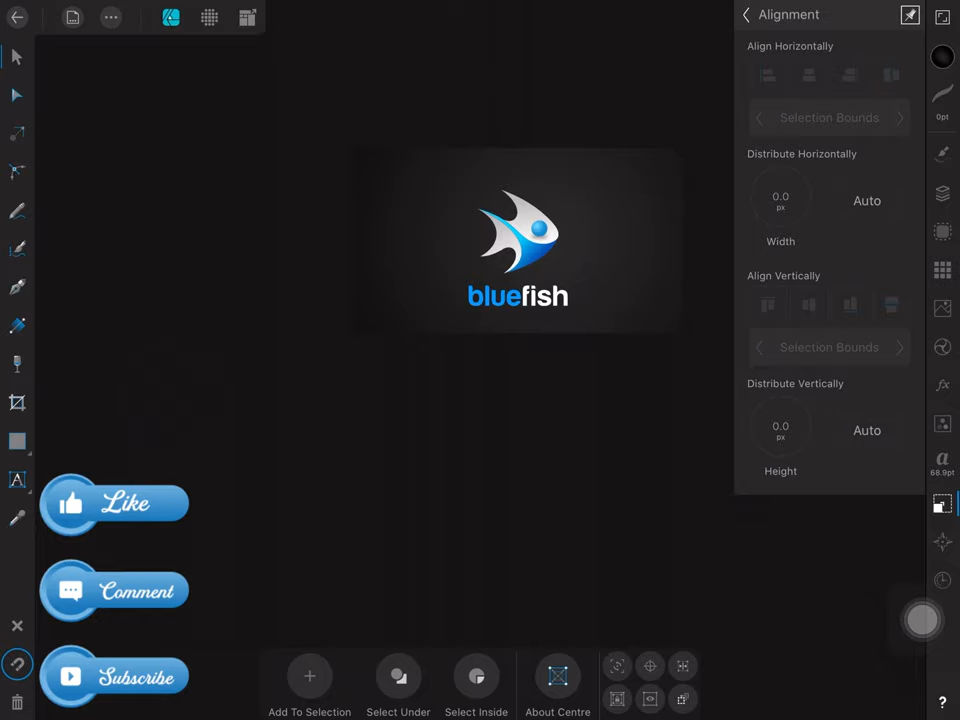 Alignment
Align Horizontally
Selection Bounds
Distribute Horizontally
0.0
px
Auto
Width
Align Vertically
Selection Bounds
Distribute Vertically
0.0
px
Auto
Height
0pt
a
68.9pt
fx
bluefish
A
Like
Comment
Subscribe
Add To Selection
Select Under
Select Inside
About Centre
?